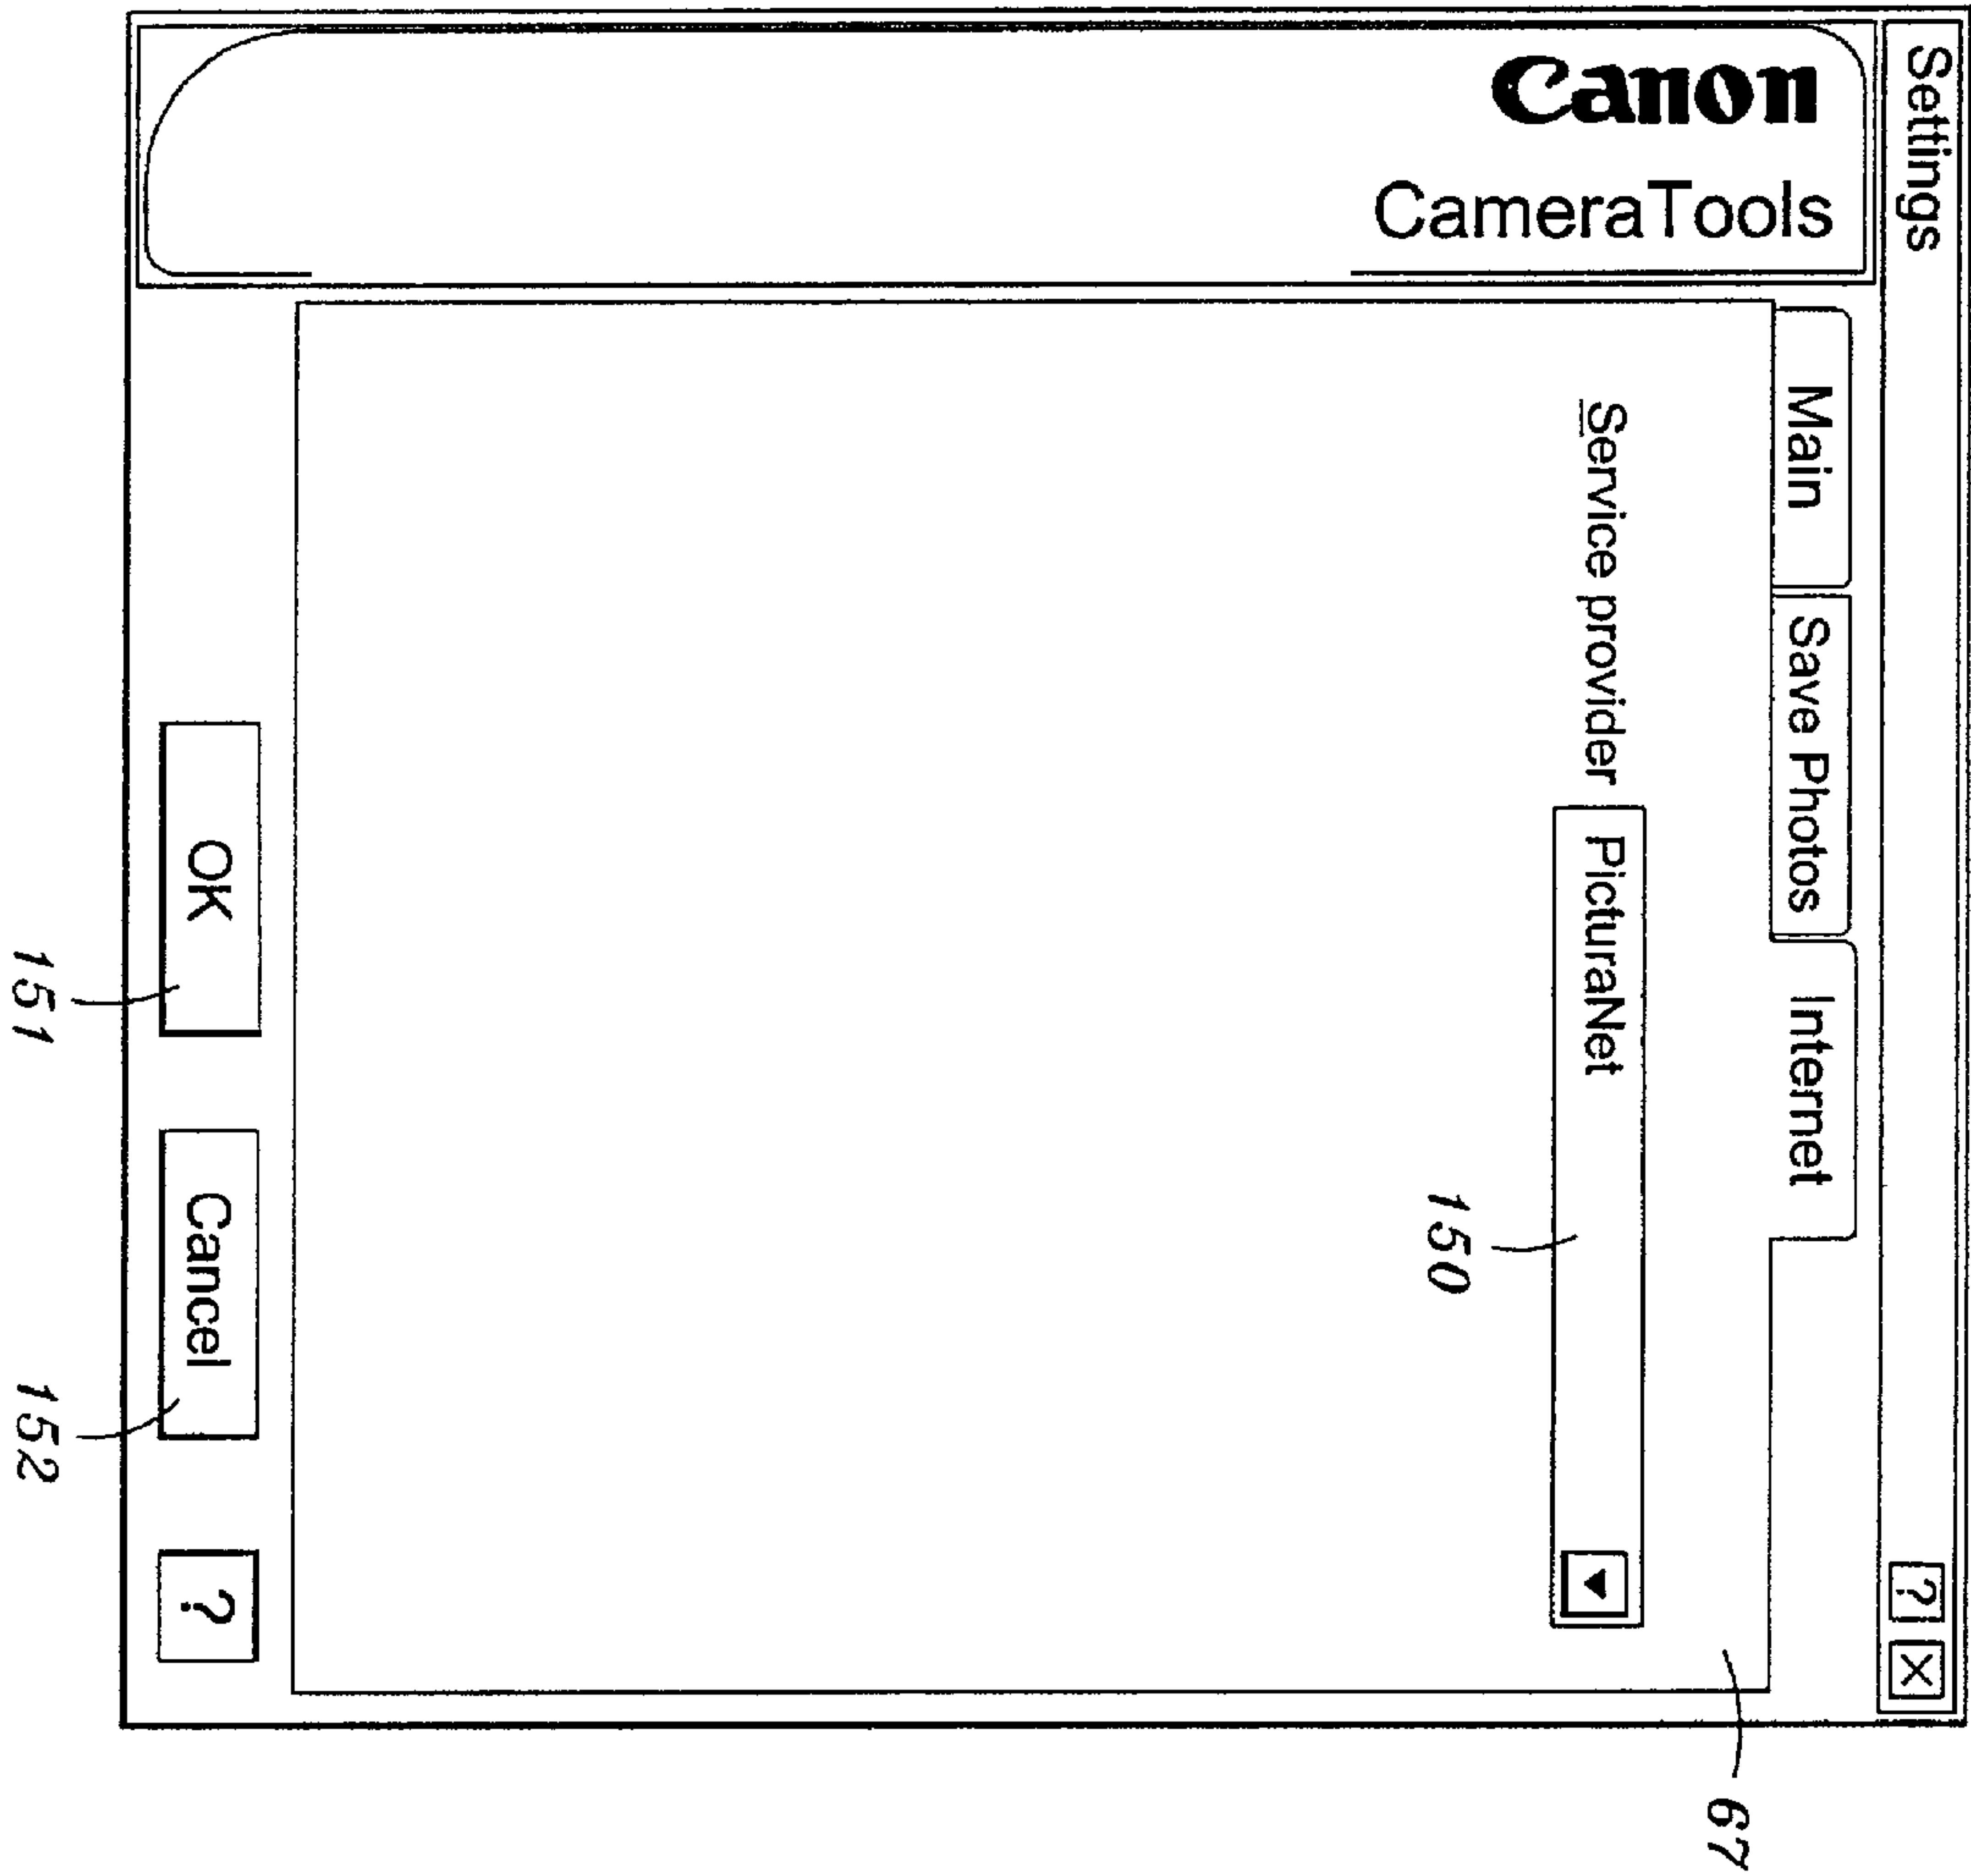 Settings
? X
Canon
CameraTools
Main
Save Photos
Internet
67
Service provider
PicturaNet
150
OK
Cancel
?
151
152